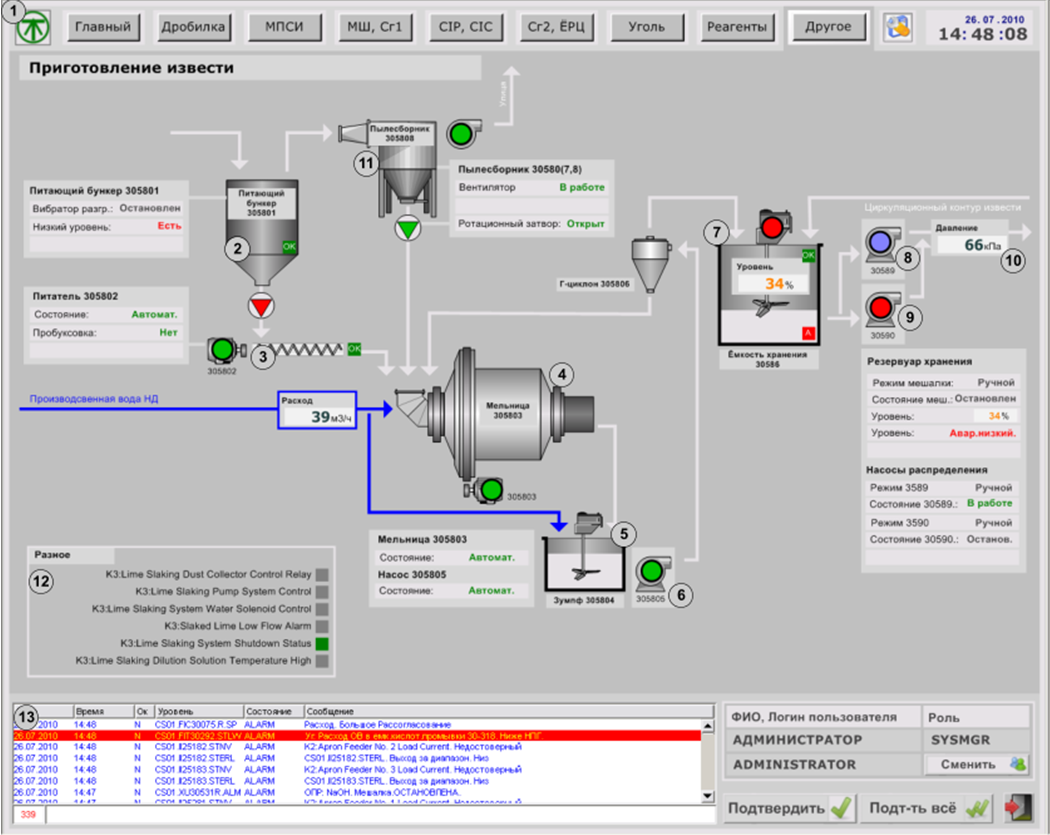 1
Главный Дробилка МПСИ МШ, Сг1 CIP, CIC Сг2, ЁРЦ Уголь Реагенты Другое
26. 07. 2010
14: 48 :08
Приготовление извести
Улица
Пылесборник
305808
11
Пылесборник 30580(7,8)
Вентилятор В работе
Ротационный затвор: Открыт
Питающий бункер 305801
Вибратор разгр.: Остановлен
Низкий уровень: Есть
Питающий
бункер
305801
2
OK
Питатель 305802
Состояние: Автомат.
Пробуксовка: Нет
3
OK
305802
Г-циклон 305806
7
OK
Уровень
34%
A
Ёмкость хранения
30586
Циркуляционный контур извести
8
30589
9
30590
Давление
66кПа
10
Производсвенная вода НД
Расход
39м3/ч
4
Мельница
305803
305803
Резервуар хранения
Режим мешалки: Ручной
Состояние меш.: Остановлен
Уровень: 34%
Уровень: Авар.низкий.
Насосы распределения
Режим 3589 Ручной
Состояние 30589.: В работе
Режим 3590 Ручной
Состояние 30590.: Останов.
Мельница 305803
Состояние: Автомат.
Насос 305805
Состояние: Автомат.
5
Зумпф 305804
305805
6
Разное
12
K3:Lime Slaking Dust Collector Control Relay
K3:Lime Slaking Pump System Control
K3:Lime Slaking System Water Solenoid Control
K3:Slaked Lime Low Flow Alarm
K3:Lime Slaking System Shutdown Status
K3:Lime Slaking Dilution Solution Temperature High
13
Время Ок Уровень Состояние Сообщение
.07.2010 14:48 N CS01.FIC30075.R.SP ALARM Расход. Большое Рассогласование
26.07.2010 14:48 N CS01.FIT30292.STLW ALARM Уг. Расход ОВ в емк.кислот.промывки 30-318. Ниже НПГ.
26.07.2010 14:48 N CS01.II25182.STNV ALARM K2:Apron Feeder No. 2 Load Current. Недостоверный
26.07.2010 14:48 N CS01.II25182.STERL ALARM CS01.II25182.STERL. Выход за диапазон. Низ
26.07.2010 14:48 N CS01.II25183.STNV ALARM K2:Apron Feeder No. 3 Load Current. Недостоверный
26.07.2010 14:48 N CS01.II25183.STERL ALARM CS01.II25183.STERL. Выход за диапазон. Низ
26.07.2010 14:47 N CS01.XU30531R.ALM ALARM ОПР: NaOH. Мешалка.ОСТАНОВЛЕНА.
26.07.2010 14:47 N CS01.II25281.STNV ALARM K2:Apron Feeder No. 1 Load Current. Недостоверный
339
ФИО, Логин пользователя Роль
АДМИНИСТРАТОР SYSMGR
ADMINISTRATOR Сменить
Подтвердить Подт-ть всё